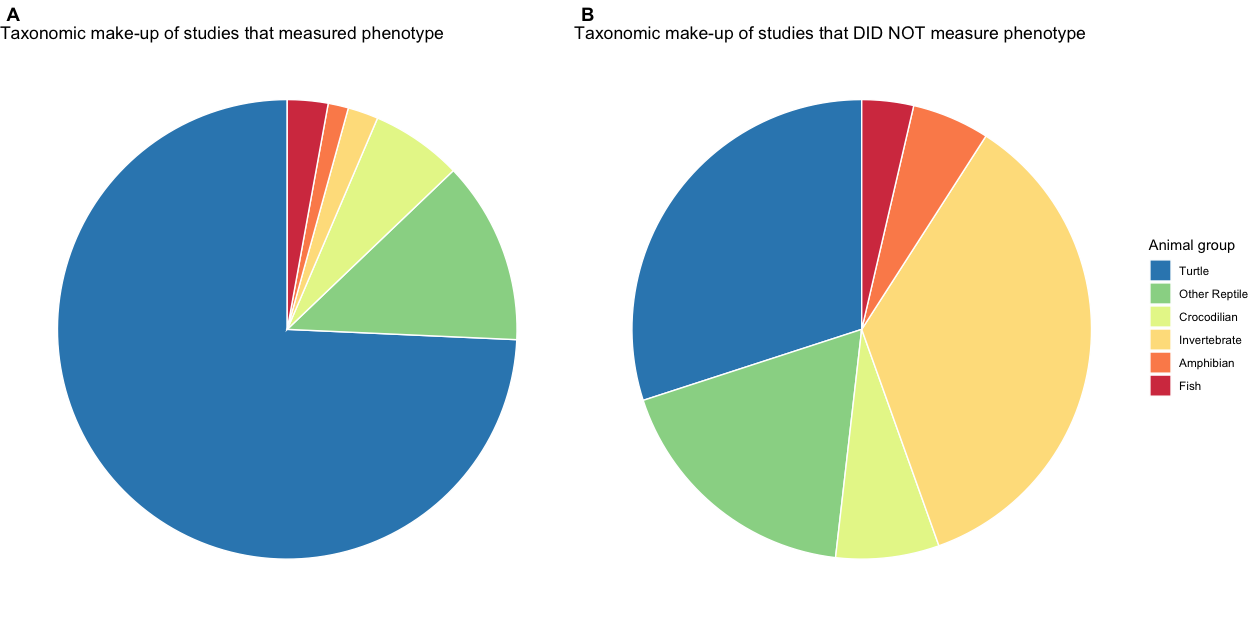 A
Taxonomic make-up of studies that measured phenotype
B
Taxonomic make-up of studies that DID NOT measure phenotype
Animal group
Turtle
Other Reptile
Crocodilian
Invertebrate
Amphibian
Fish